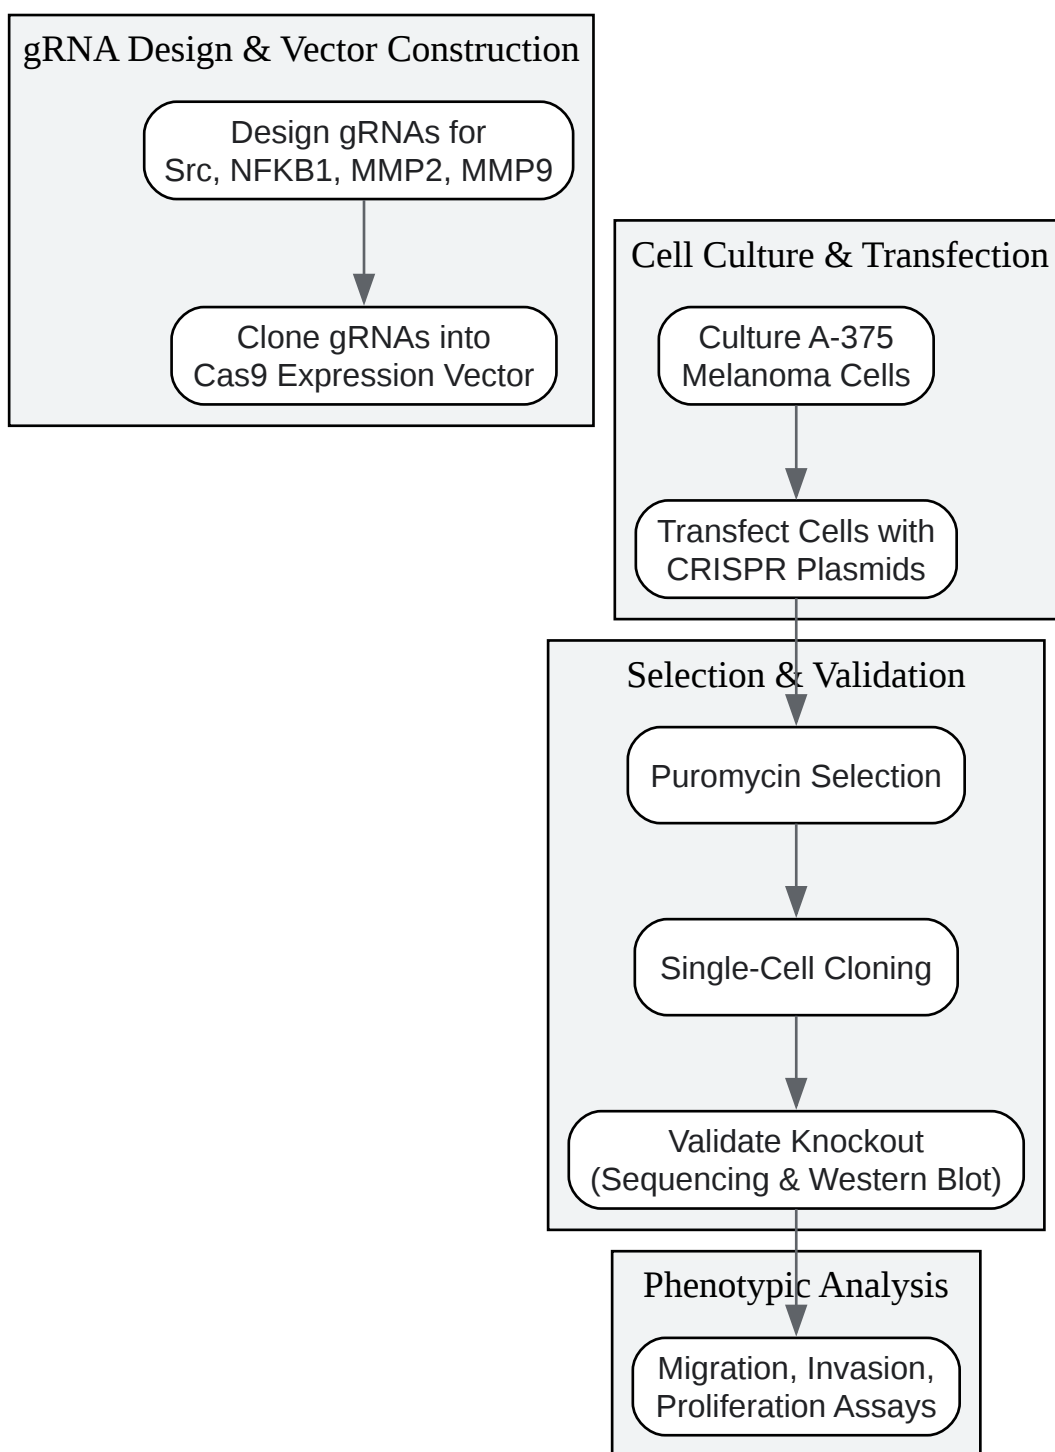 gRNA Design & Vector Construction
Design gRNAs for
Src, NFKB1, MMP2, MMP9
Clone gRNAs into
Cas9 Expression Vector
Cell Culture & Transfection
Culture A-375
Melanoma Cells
Transfect Cells with
CRISPR Plasmids
Selection & Validation
Puromycin Selection
Single-Cell Cloning
Validate Knockout
(Sequencing & Western Blot)
Phenotypic Analysis
Migration, Invasion,
Proliferation Assays